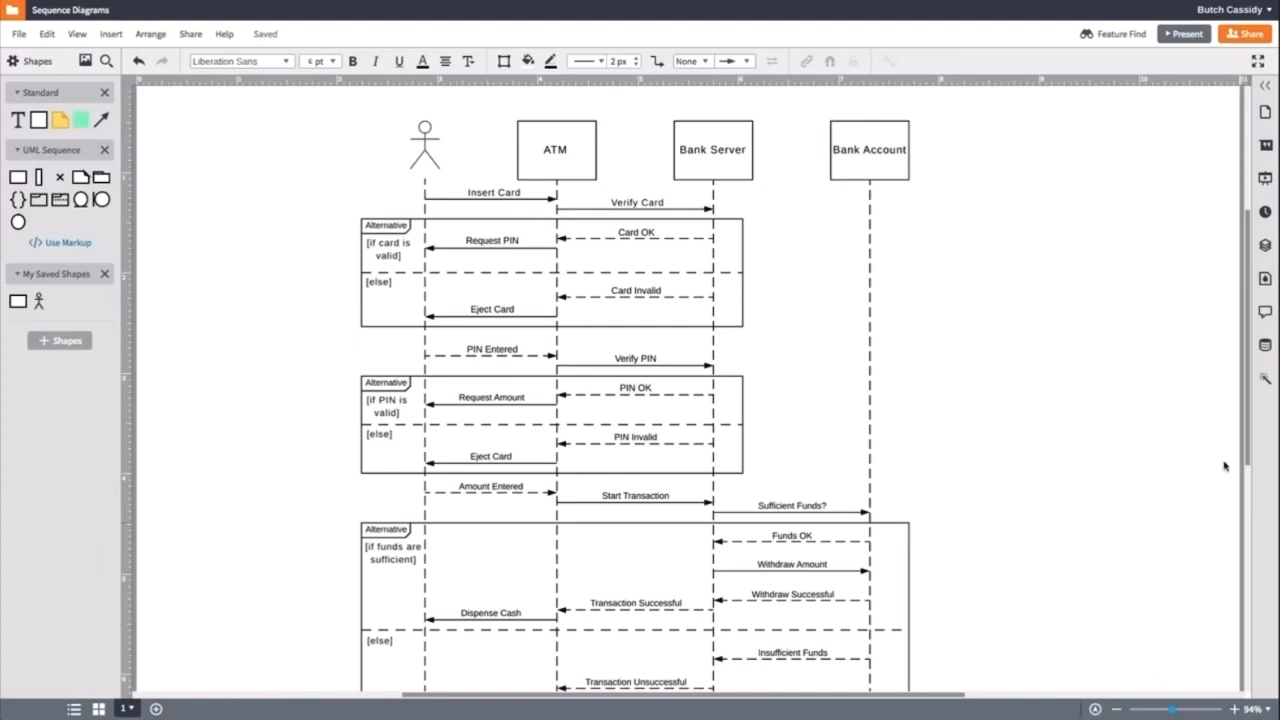 Sequence Diagrams
Butch Cassidy
File Edit View Insert Arrange Share Help Saved
Feature Find
Present
Share
Shapes
Liberation Sans
6 pt
B I U A T
2 px
None
Standard
T
UML Sequence
Use Markup
My Saved Shapes
+ Shapes
ATM
Bank Server
Bank Account
Insert Card
Verify Card
Alternative
[if card is
valid]
Card OK
Request PIN
[else]
Card Invalid
Eject Card
PIN Entered
Verify PIN
Alternative
[if PIN is
valid]
PIN OK
Request Amount
[else]
PIN Invalid
Eject Card
Amount Entered
Start Transaction
Sufficient Funds?
Alternative
[if funds are
sufficient]
Funds OK
Withdraw Amount
Withdraw Successful
Transaction Successful
Dispense Cash
[else]
Insufficient Funds
Transaction Unsuccessful
1
94%